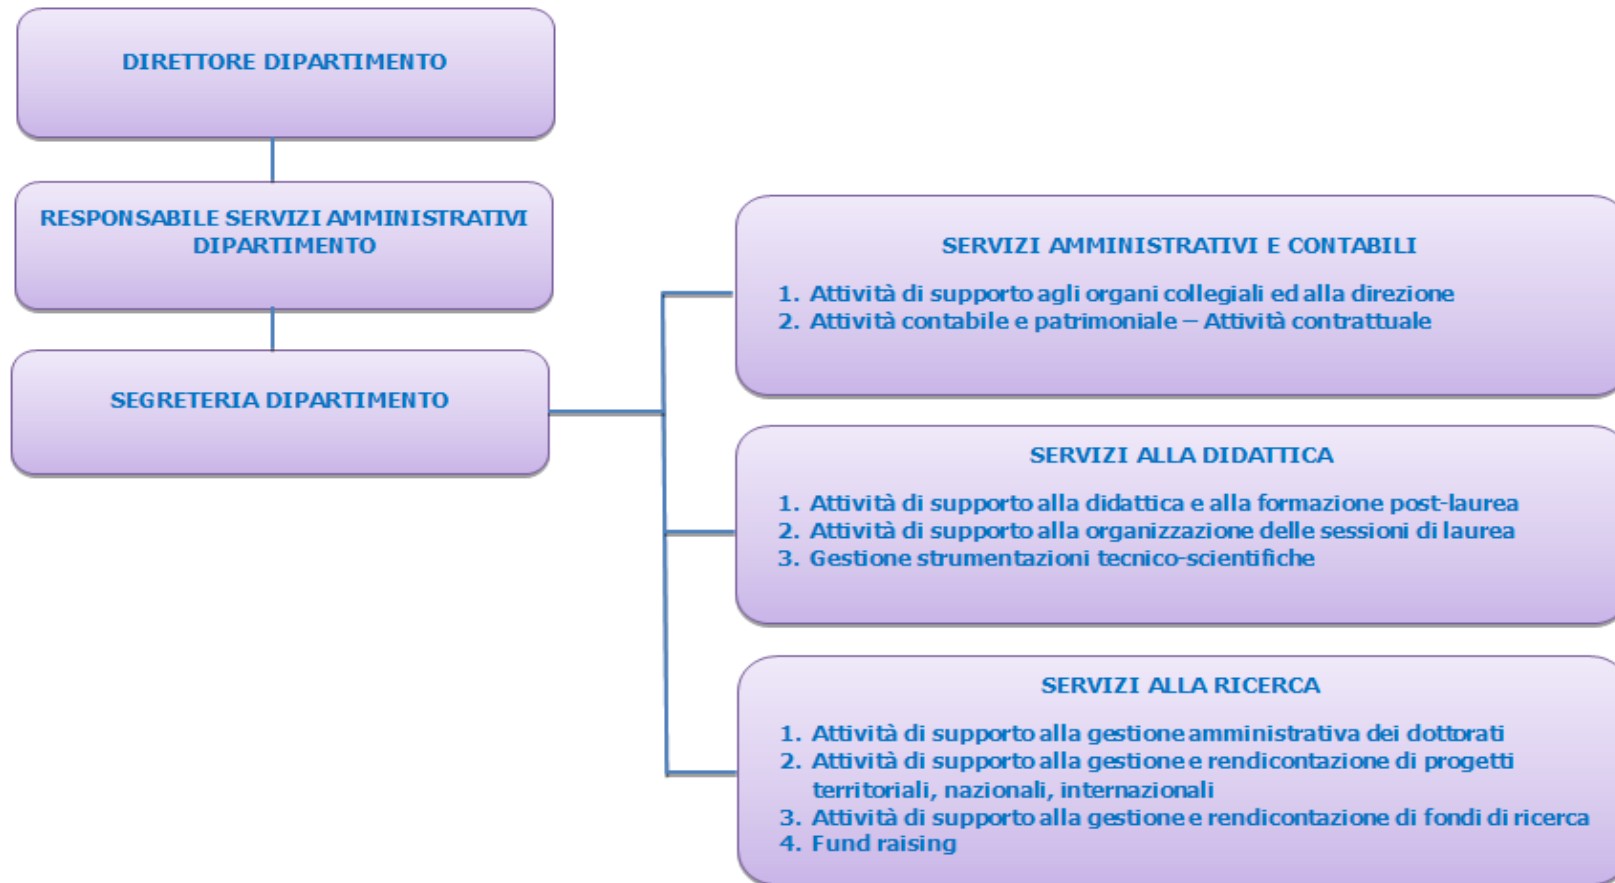 DIRETTORE DIPARTIMENTO
RESPONSABILE SERVIZI AMMINISTRATIVI
DIPARTIMENTO
SEGRETERIA DIPARTIMENTO
SERVIZI AMMINISTRATIVI E CONTABILI
1. Attività di supporto agli organi collegiali ed alla direzione
2. Attività contabile e patrimoniale – Attività contrattuale
SERVIZI ALLA DIDATTICA
1. Attività di supporto alla didattica e alla formazione post-laurea
2. Attività di supporto alla organizzazione delle sessioni di laurea
3. Gestione strumentazioni tecnico-scientifiche
SERVIZI ALLA RICERCA
1. Attività di supporto alla gestione amministrativa dei dottorati
2. Attività di supporto alla gestione e rendicontazione di progetti
territoriali, nazionali, internazionali
3. Attività di supporto alla gestione e rendicontazione di fondi di ricerca
4. Fund raising